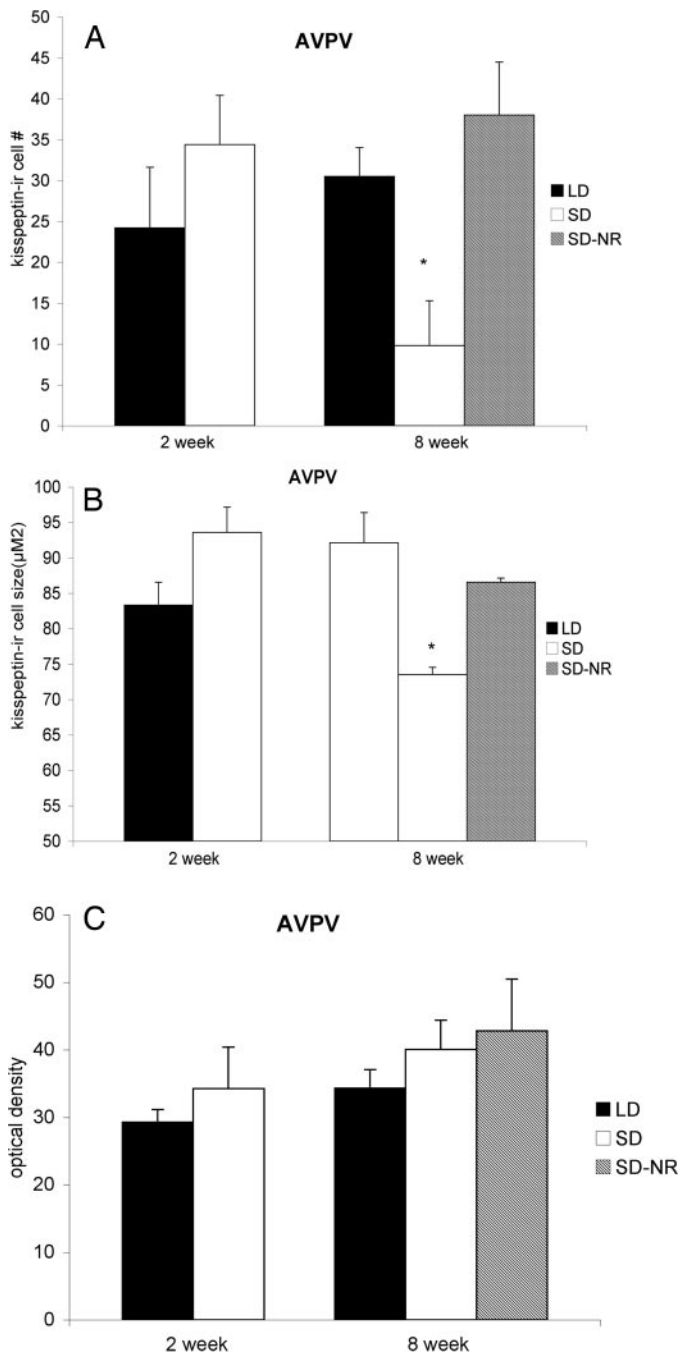 A
AVPV
50
45
40
35
30
25
20
15
10
5
0
kisspeptin-ir cell #
*
LD
SD
SD-NR
2 week
8 week
B
AVPV
100
95
90
85
80
75
70
65
60
55
50
kisspeptin-ir cell size(µM2)
*
LD
SD
SD-NR
2 week
8 week
C
AVPV
60
50
40
30
20
10
0
optical density
LD
SD
SD-NR
2 week
8 week